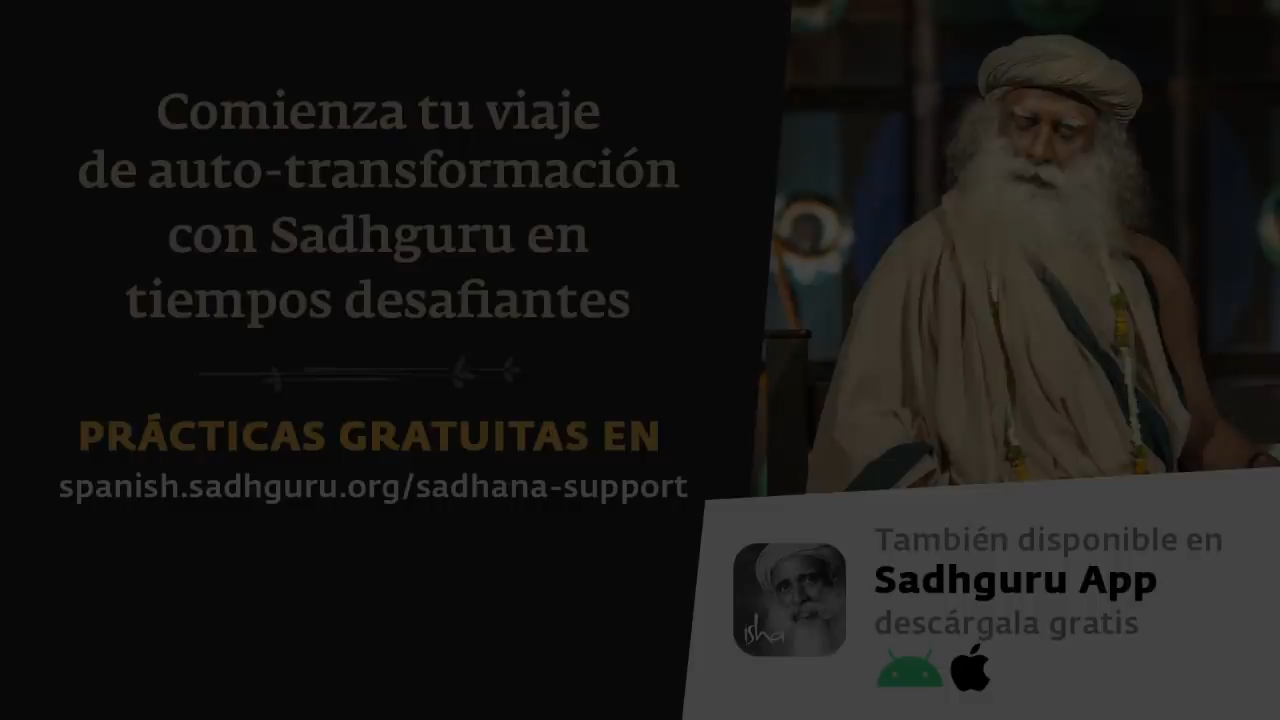 Comienza tu viaje
de auto-transformación
con Sadhguru en
tiempos desafiantes
PRÁCTICAS GRATUITAS EN
spanish.sadhguru.org/sadhana-support
También disponible en
Sadhguru App
descárgala gratis
isha